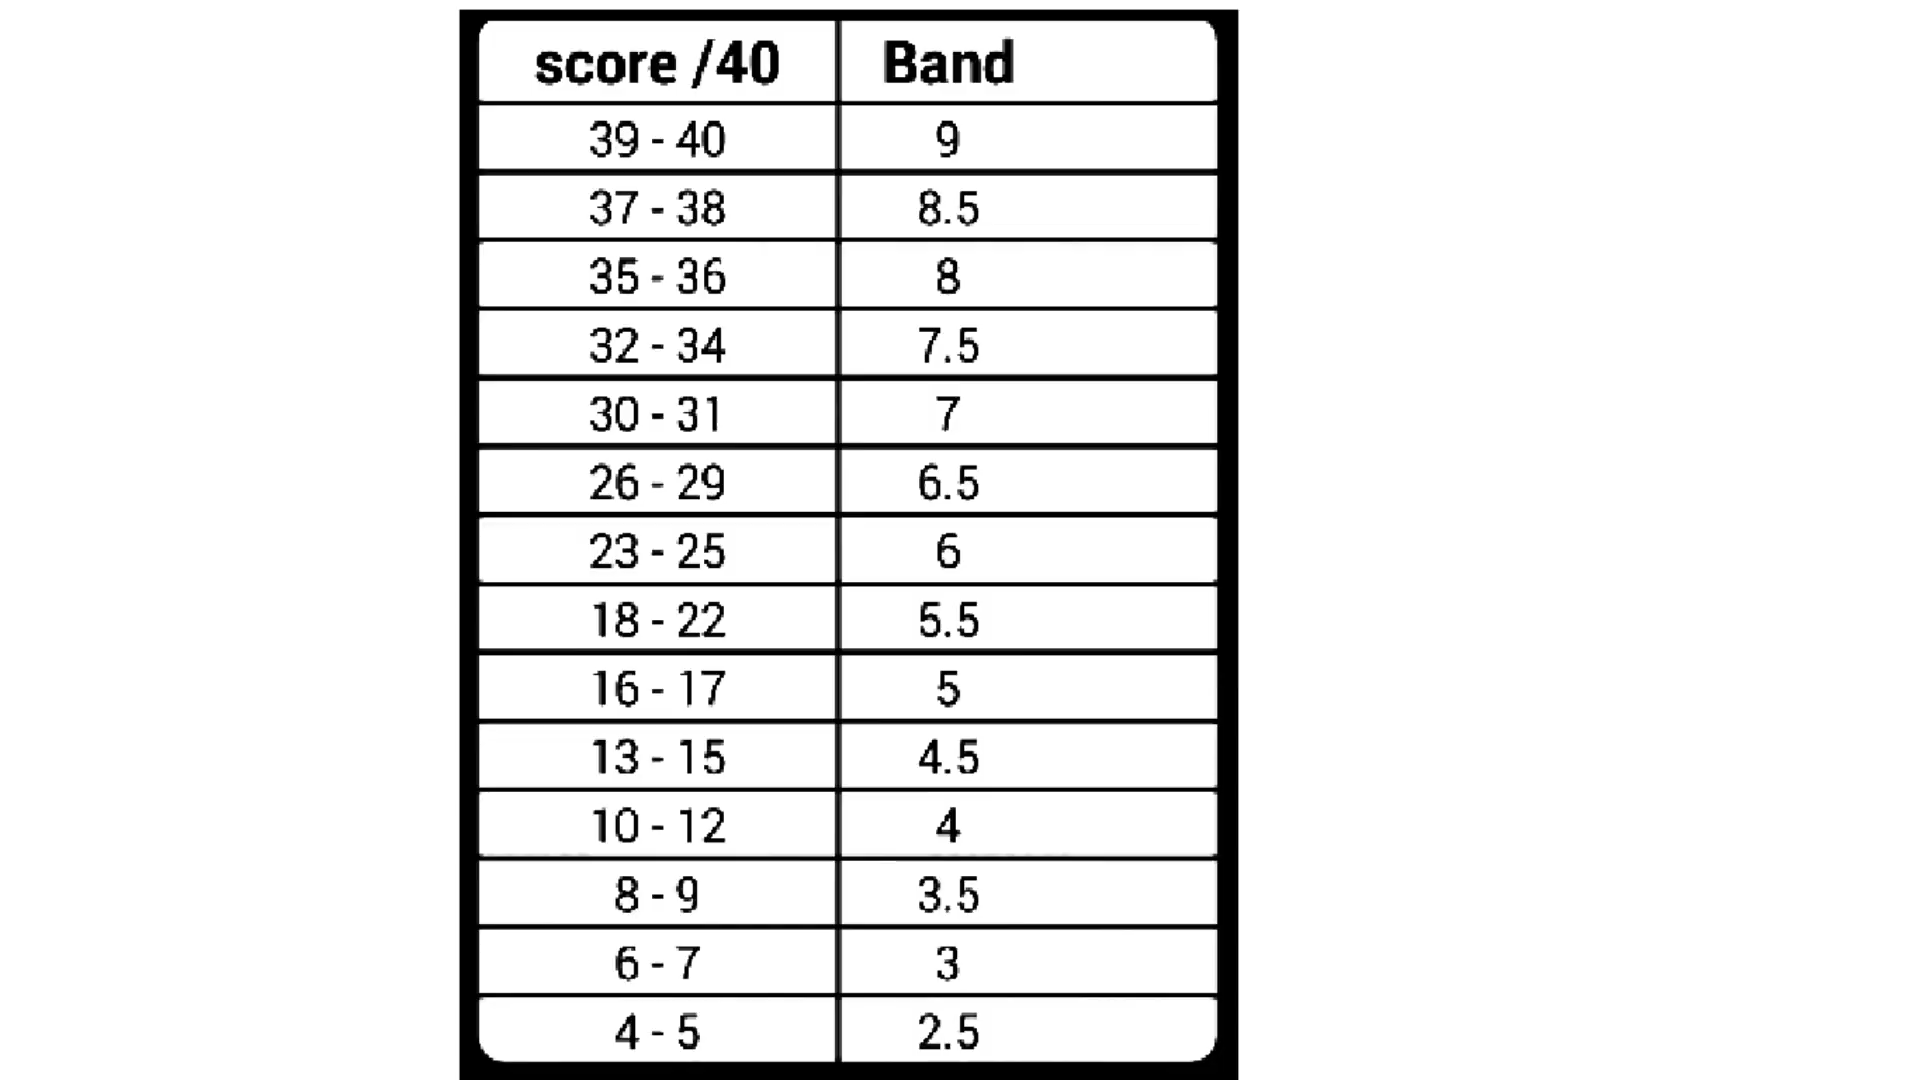 score /40 Band
39 - 40 9
37 - 38 8.5
35 - 36 8
32 - 34 7.5
30 - 31 7
26 - 29 6.5
23 - 25 6
18 - 22 5.5
16 - 17 5
13 - 15 4.5
10 - 12 4
8 - 9 3.5
6 - 7 3
4 - 5 2.5